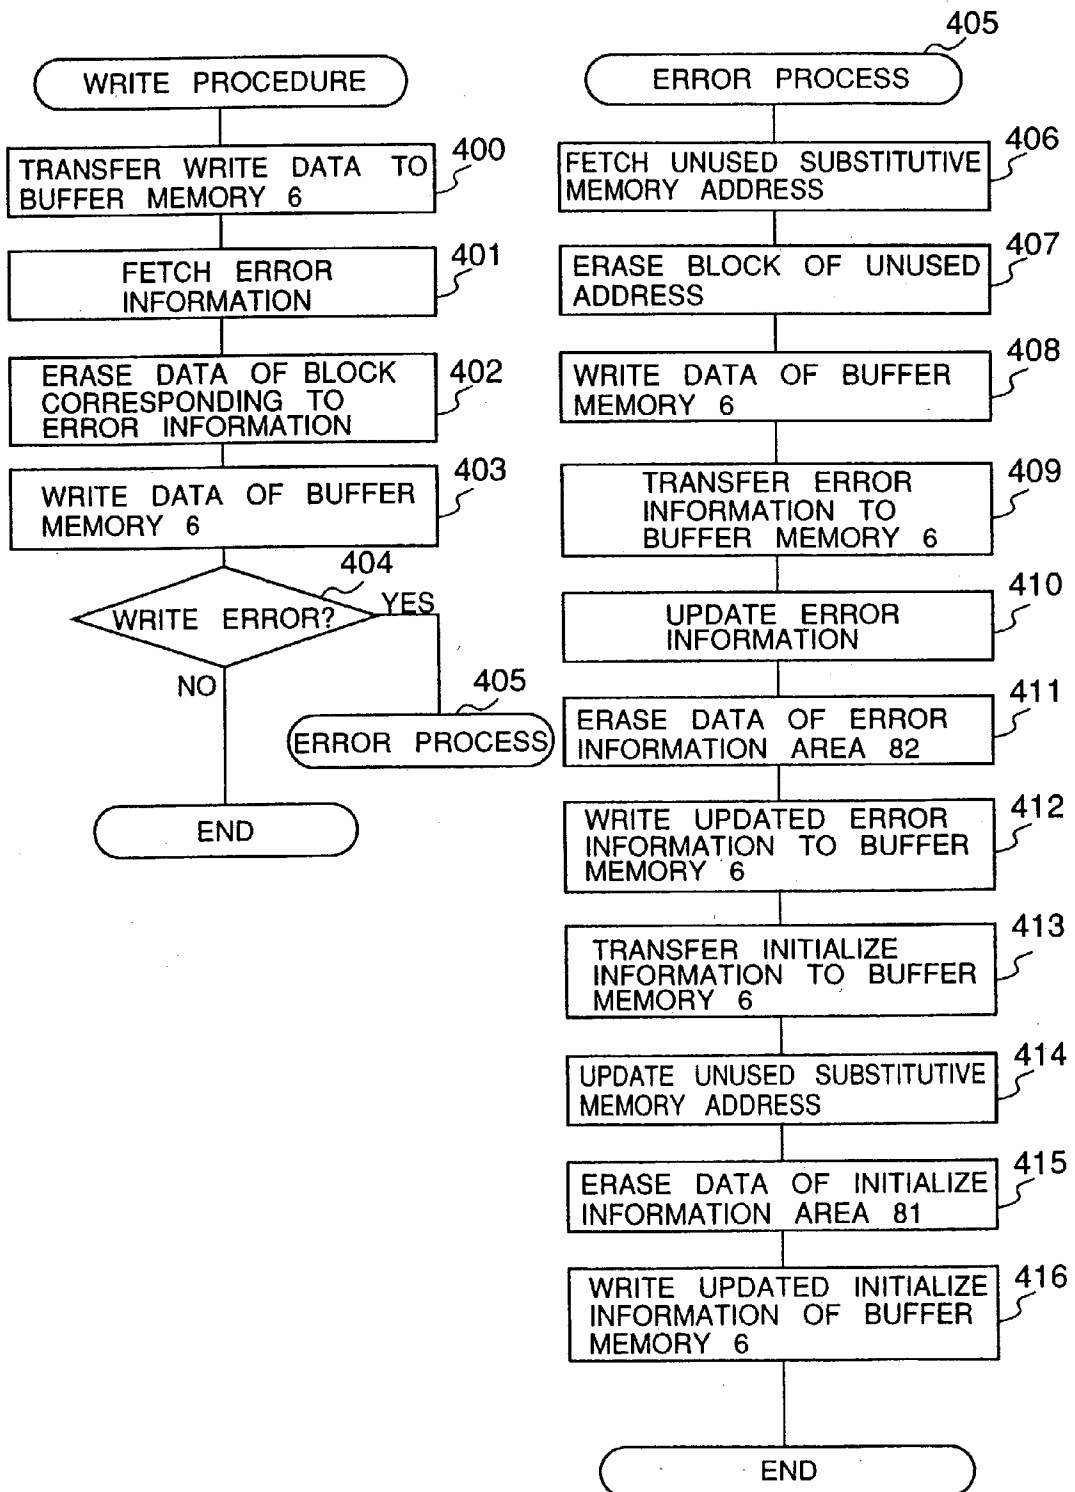 WRITE PROCEDURE
400
TRANSFER WRITE DATA TO
BUFFER MEMORY 6
401
FETCH ERROR
INFORMATION
402
ERASE DATA OF BLOCK
CORRESPONDING TO
ERROR INFORMATION
403
WRITE DATA OF BUFFER
MEMORY 6
404
WRITE ERROR?
YES
NO
405
ERROR PROCESS
END
405
ERROR PROCESS
406
FETCH UNUSED SUBSTITUTIVE
MEMORY ADDRESS
407
ERASE BLOCK OF UNUSED
ADDRESS
408
WRITE DATA OF BUFFER
MEMORY 6
409
TRANSFER ERROR
INFORMATION TO
BUFFER MEMORY 6
410
UPDATE ERROR
INFORMATION
411
ERASE DATA OF ERROR
INFORMATION AREA 82
412
WRITE UPDATED ERROR
INFORMATION TO BUFFER
MEMORY 6
413
TRANSFER INITIALIZE
INFORMATION TO BUFFER
MEMORY 6
414
UPDATE UNUSED SUBSTITUTIVE
MEMORY ADDRESS
415
ERASE DATA OF INITIALIZE
INFORMATION AREA 81
416
WRITE UPDATED INITIALIZE
INFORMATION OF BUFFER
MEMORY 6
END